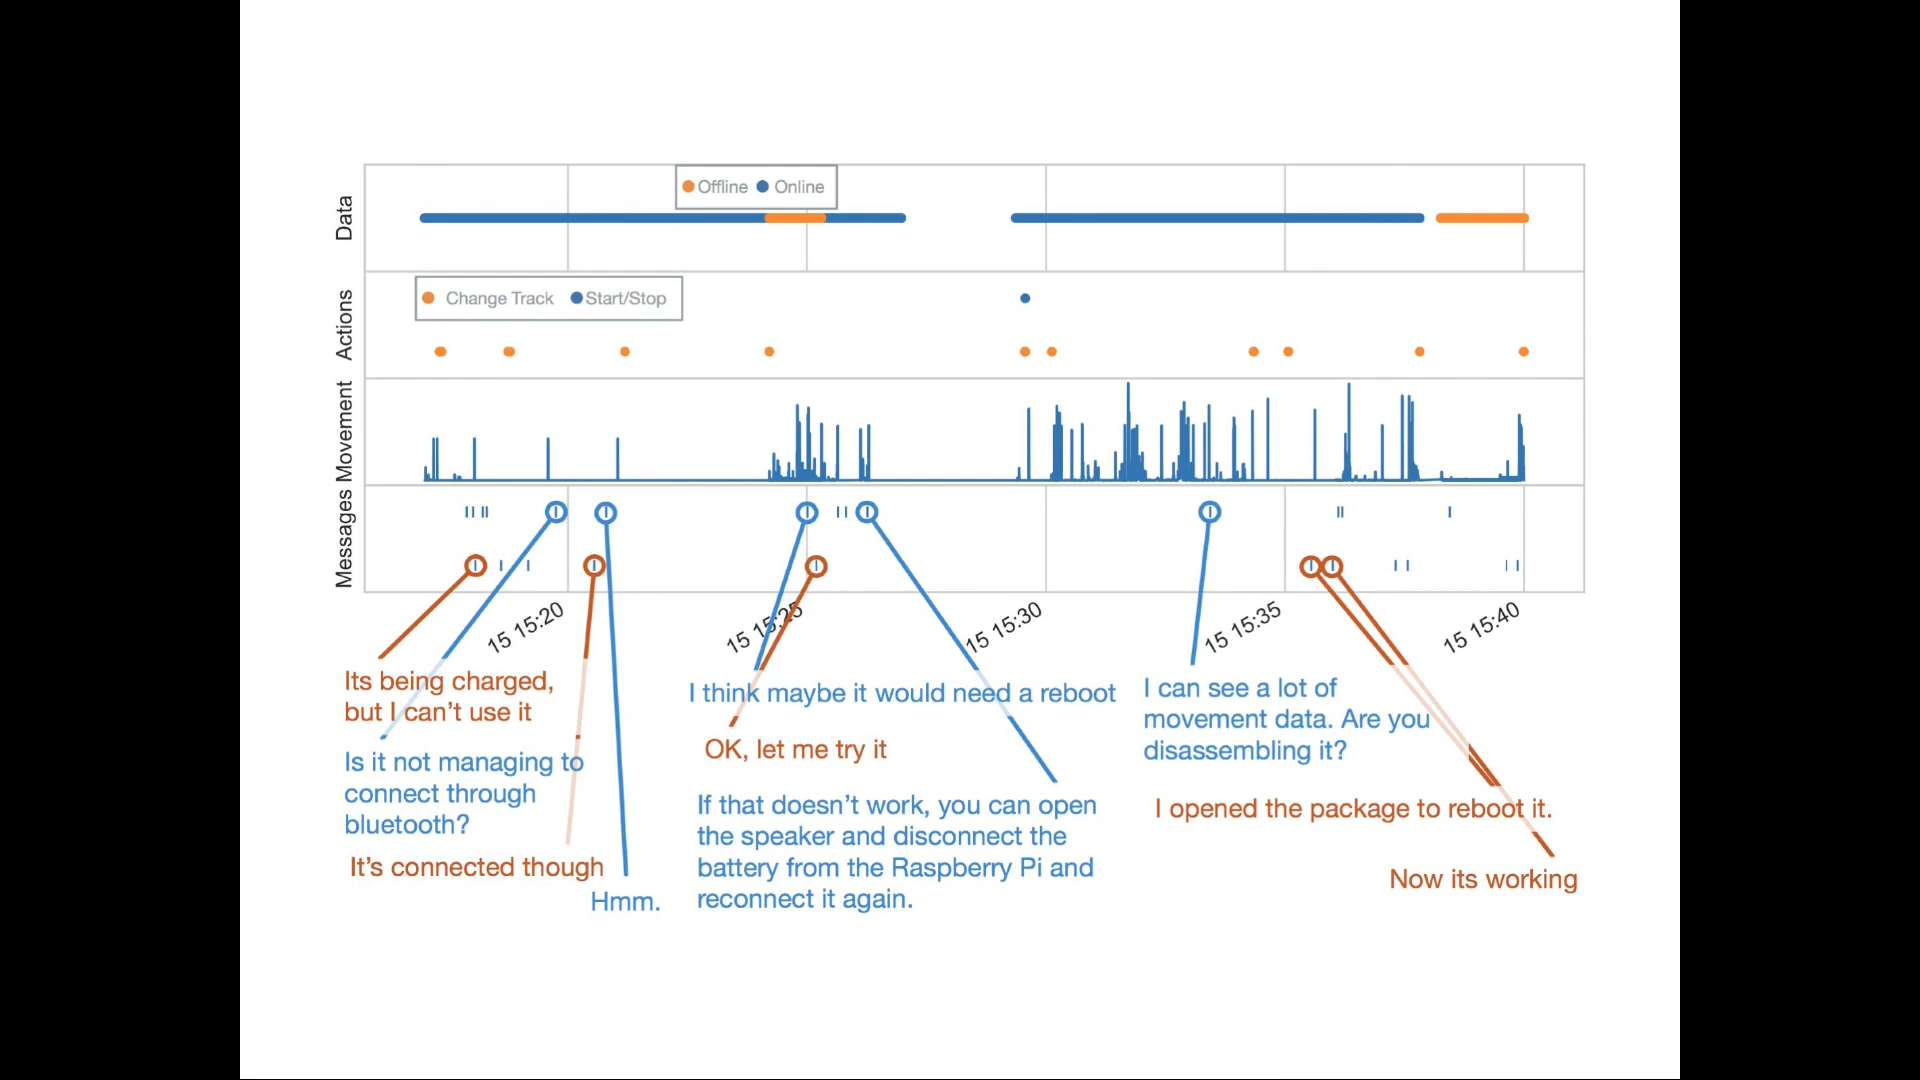 Data
Offline Online
Actions
Change Track Start/Stop
Movement
Messages
15 15:20
15 15:25
15 15:30
15 15:35
15 15:40
Its being charged,
but I can't use it
Is it not managing to
connect through
bluetooth?
It's connected though
Hmm.
I think maybe it would need a reboot
OK, let me try it
If that doesn't work, you can open
the speaker and disconnect the
battery from the Raspberry Pi and
reconnect it again.
I can see a lot of
movement data. Are you
disassembling it?
I opened the package to reboot it.
Now its working